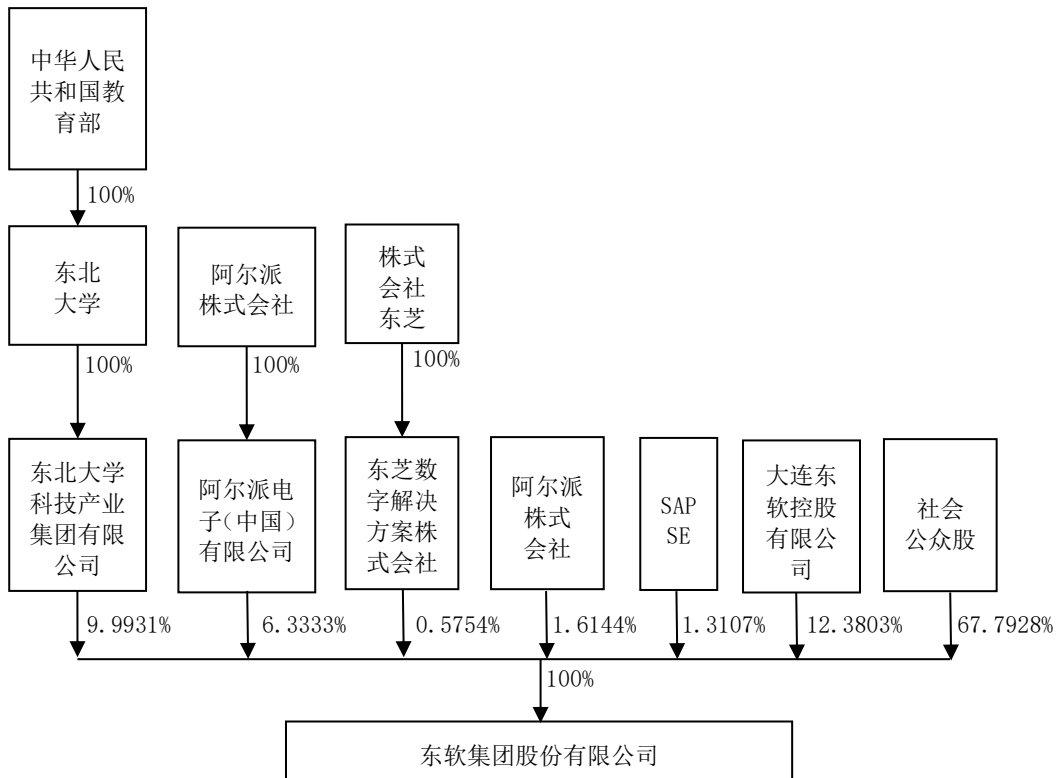 中华人民
共和国教
育部
100%
东北
大学
阿尔派
株式会社
株式
会社
东芝
100%
100%
100%
东北大学
科技产业
集团有限
公司
阿尔派电
子(中国)
有限公司
东芝数
字解决
方案株
式会社
阿尔派
株式
会社
SAP
SE
大连东
软控股
有限公
司
社会
公众股
9.9931%
6.3333%
0.5754%
1.6144%
1.3107%
12.3803%
67.7928%
100%
东软集团股份有限公司